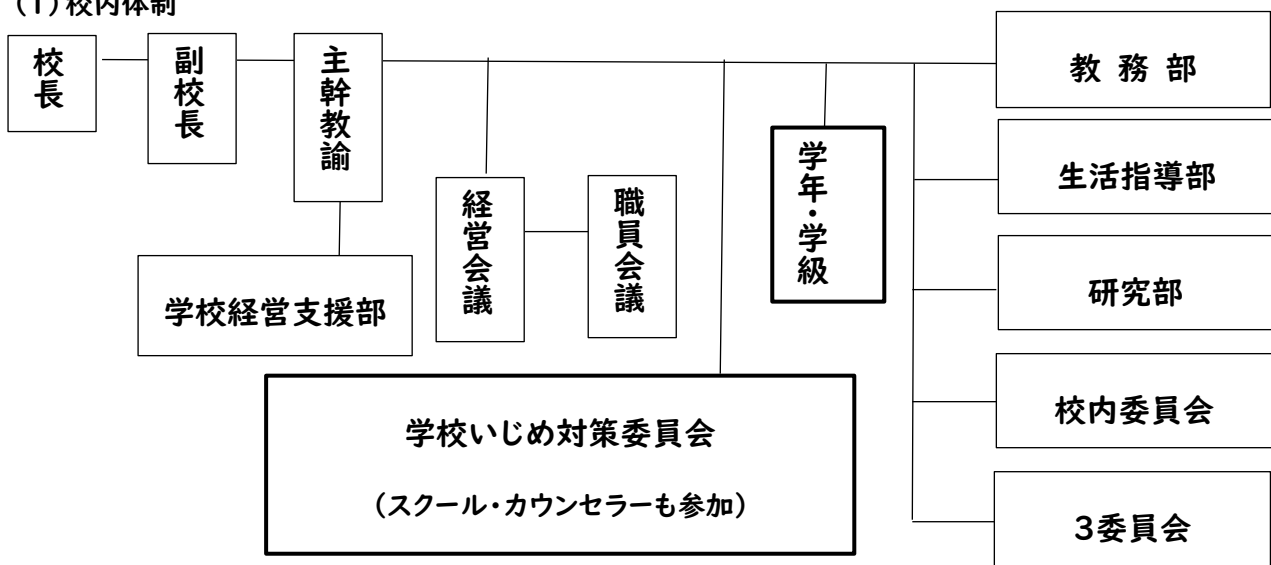 (1)校内体制
校長
副校長
主幹教諭
学校経営支援部
経営会議
職員会議
学年・学級
学校いじめ対策委員会
(スクール・カウンセラーも参加)
教 務 部
生活指導部
研究部
校内委員会
3委員会